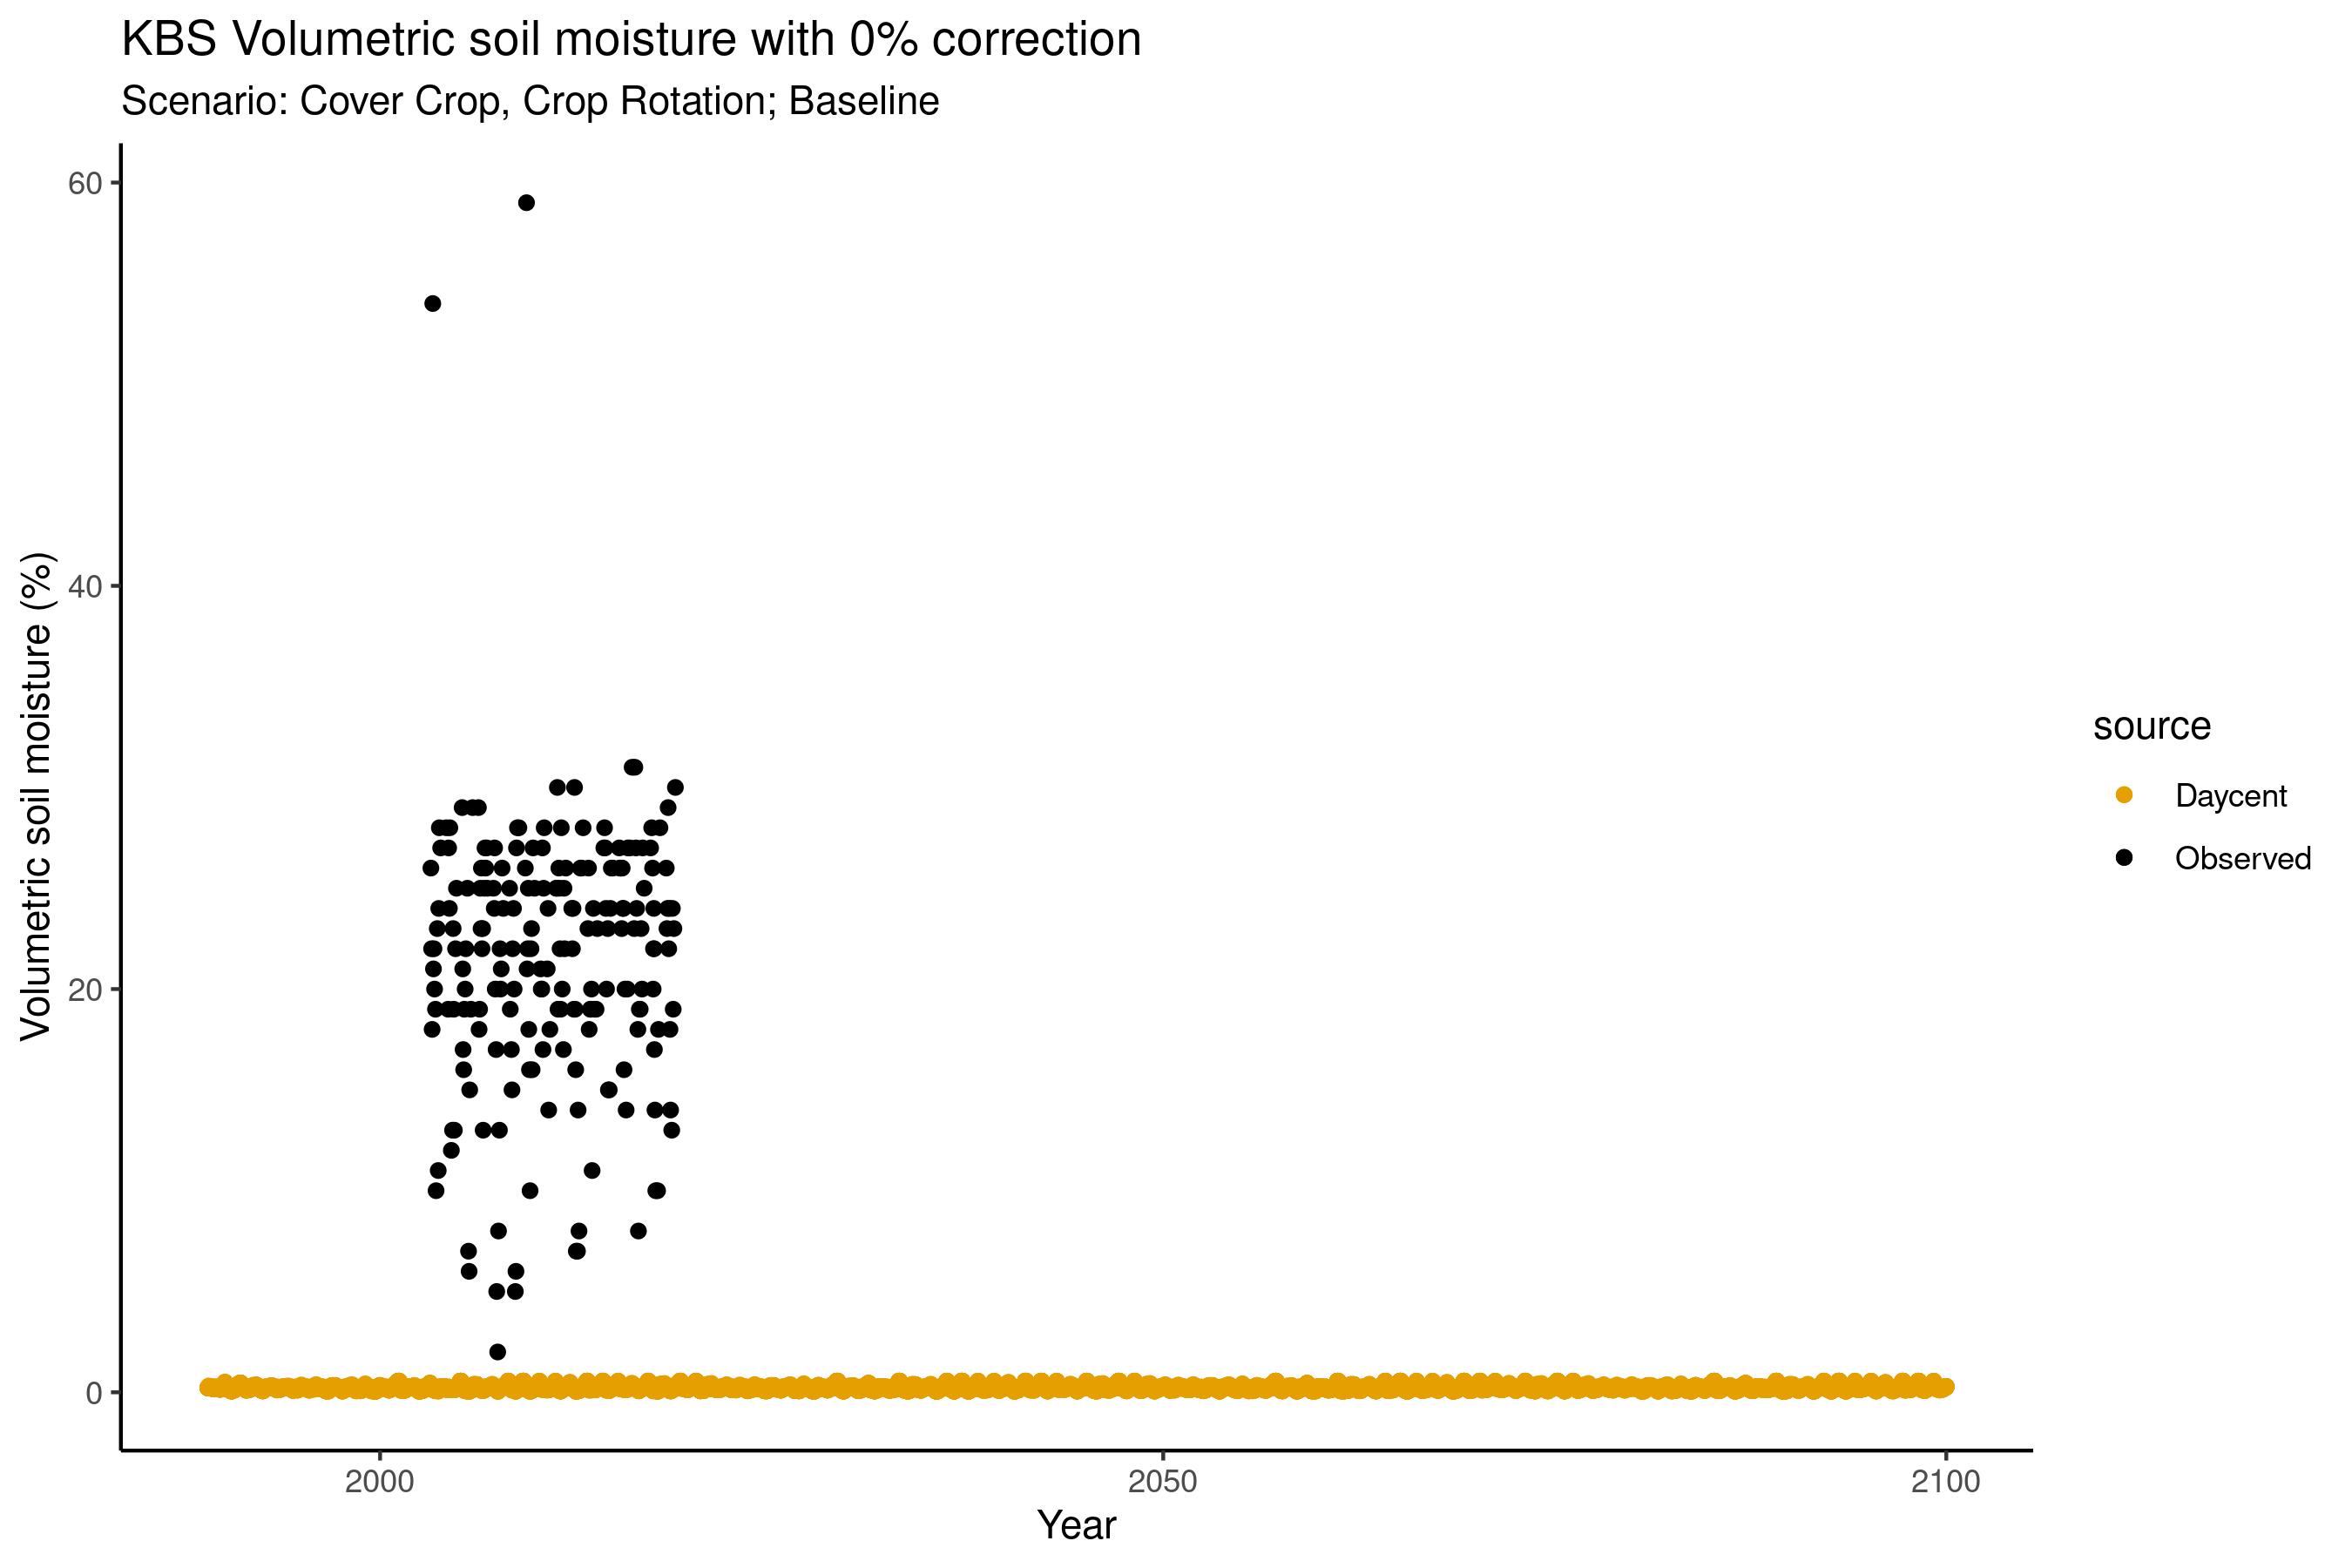 KBS Volumetric soil moisture with 0% correction
Scenario: Cover Crop, Crop Rotation; Baseline
60
40
20
0
Volumetric soil moisture (%)
2000
2050
2100
Year
source
Daycent
Observed